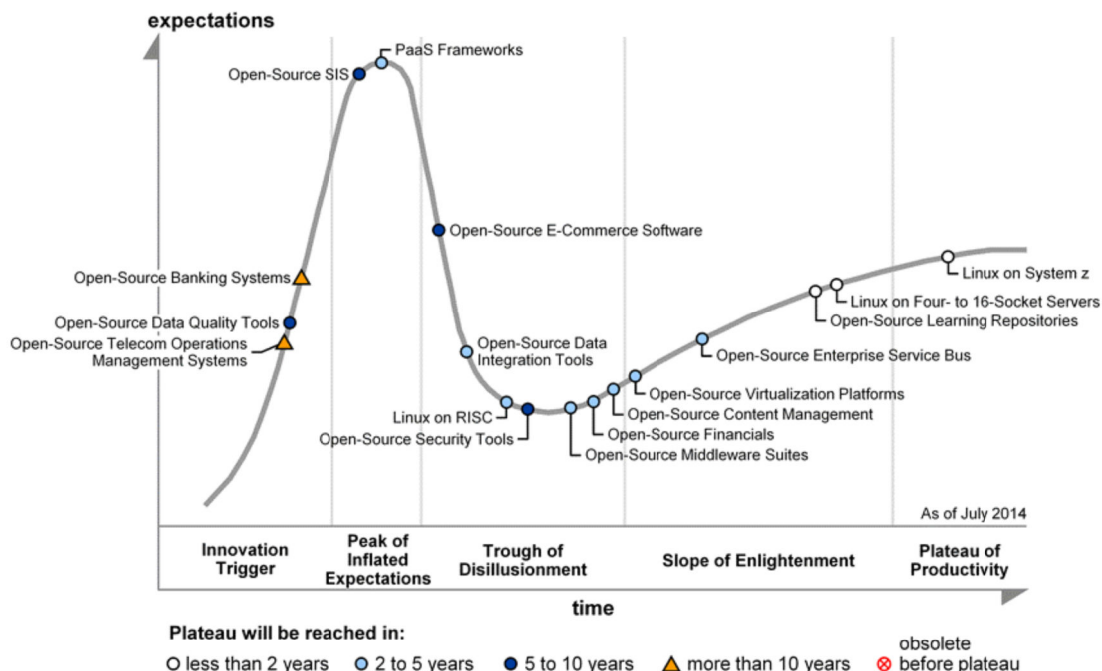 expectations
PaaS Frameworks
Open-Source SIS
Open-Source E-Commerce Software
Open-Source Banking Systems
Open-Source Data Quality Tools
Open-Source Telecom Operations
Management Systems
Open-Source Data
Integration Tools
Linux on RISC
Open-Source Security Tools
Linux on System z
Linux on Four- to 16-Socket Servers
Open-Source Learning Repositories
Open-Source Enterprise Service Bus
Open-Source Virtualization Platforms
Open-Source Content Management
Open-Source Financials
Open-Source Middleware Suites
As of July 2014
Innovation
Trigger
Peak of
Inflated
Expectations
Trough of
Disillusionment
Slope of Enlightenment
Plateau of
Productivity
time
Plateau will be reached in:
less than 2 years
2 to 5 years
5 to 10 years
more than 10 years
obsolete
before plateau